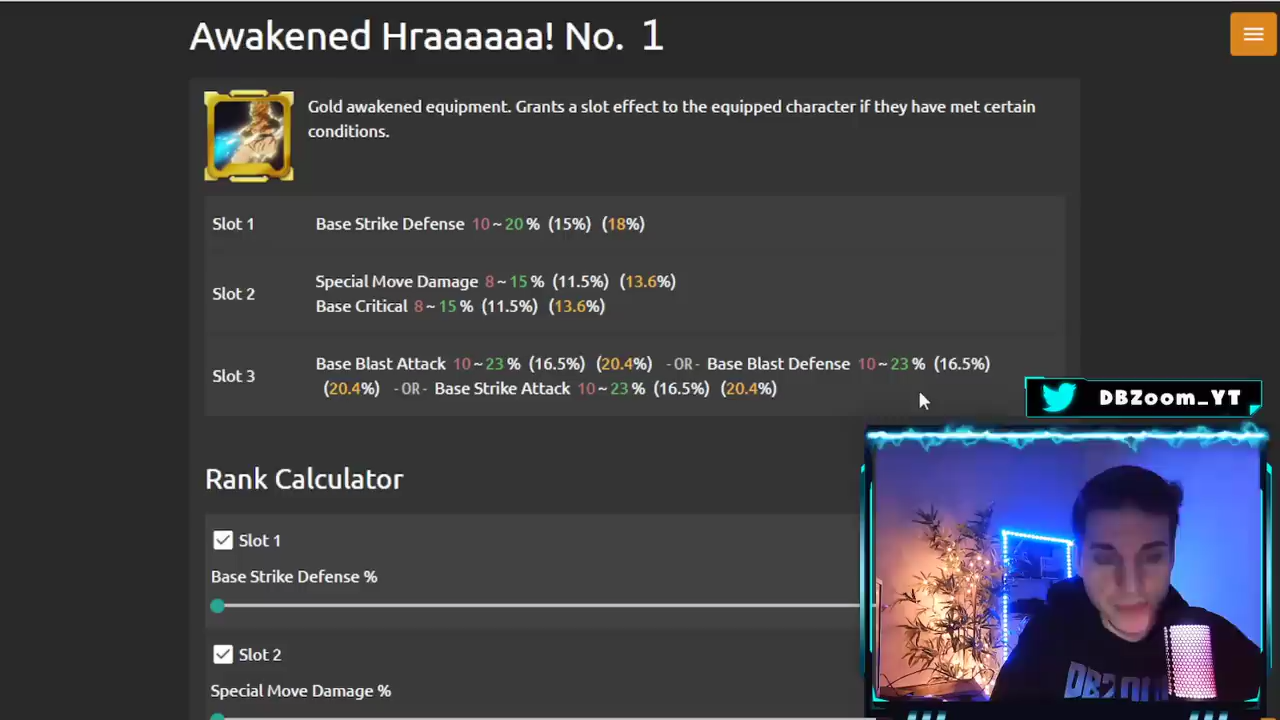 Awakened Hraaaaaa! No. 1
Gold awakened equipment. Grants a slot effect to the equipped character if they have met certain
conditions.
Slot 1 Base Strike Defense 10 ~ 20 % (15%) (18%)
Slot 2 Special Move Damage 8 ~ 15 % (11.5%) (13.6%)
Base Critical 8 ~ 15 % (11.5%) (13.6%)
Slot 3 Base Blast Attack 10 ~ 23 % (16.5%) (20.4%) -OR- Base Blast Defense 10 ~ 23 % (16.5%)
(20.4%) -OR- Base Strike Attack 10 ~ 23 % (16.5%) (20.4%)
DBZoom_YT
Rank Calculator
Slot 1
Base Strike Defense %
Slot 2
Special Move Damage %